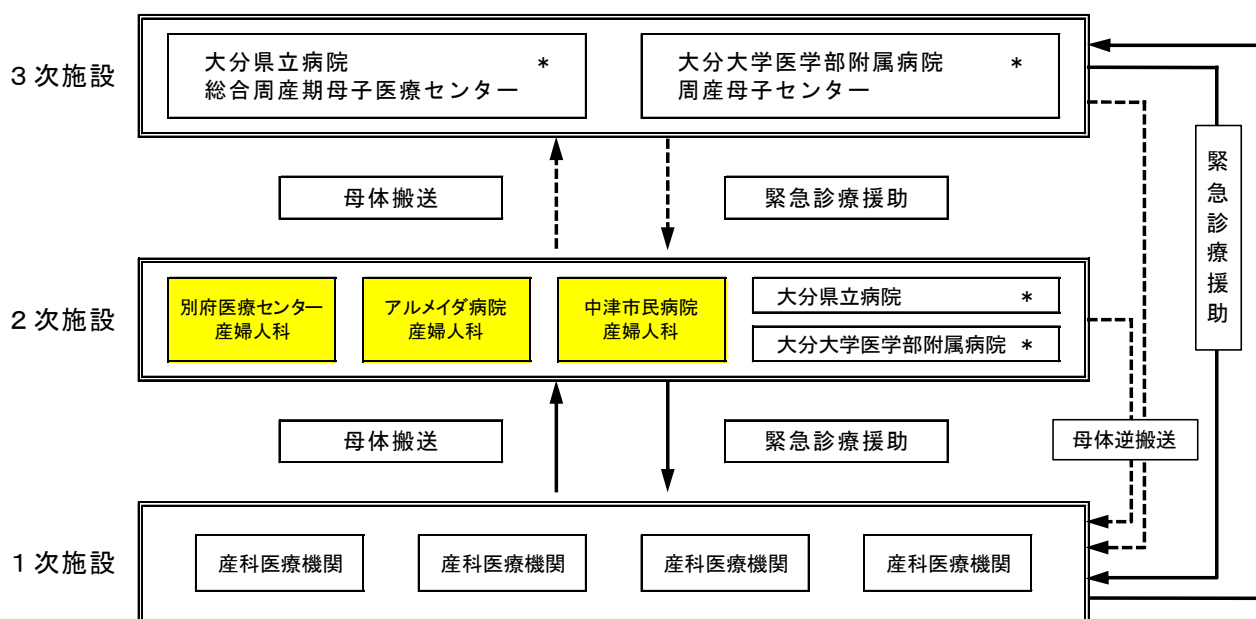 3次施設
大分県立病院 *
総合周産期母子医療センター
大分大学医学部附属病院 *
周産母子センター
母体搬送
緊急診療援助
緊急診療援助
2次施設
別府医療センター
産婦人科
アルメイダ病院
産婦人科
中津市民病院
産婦人科
大分県立病院 *
大分大学医学部附属病院 *
母体搬送
緊急診療援助
母体逆搬送
1次施設
産科医療機関
産科医療機関
産科医療機関
産科医療機関